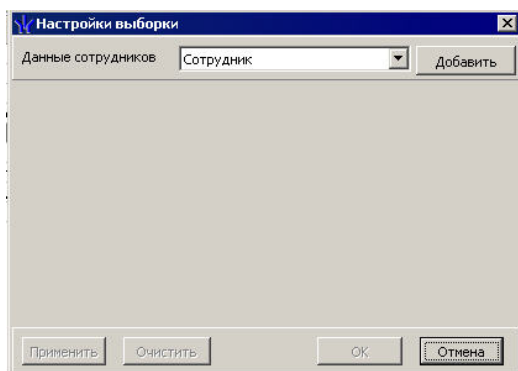 Настройки выборки
Данные сотрудников Сотрудник Добавить
Применить Очистить OK Отмена